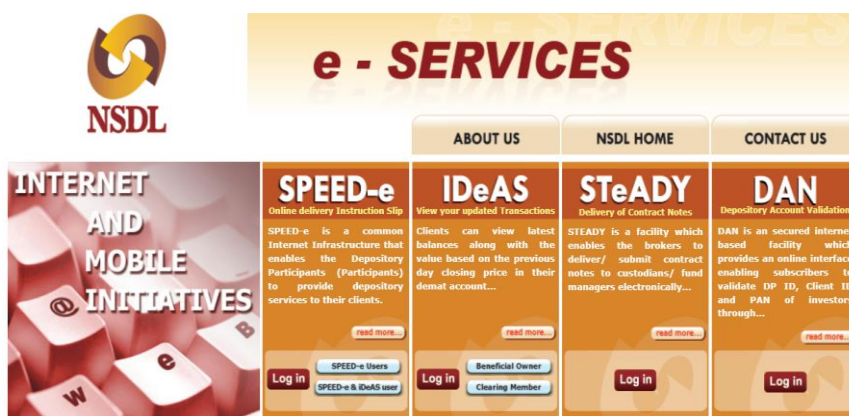 e - SERVICES
NSDL
ABOUT US
NSDL HOME
CONTACT US
INTERNET
AND
MOBILE
INITIATIVES
@
B
e
W
SPEED-e
Online delivery Instruction Slip
SPEED-e is a common
Internet Infrastructure that
enables the Depository
Participants (Participants)
to provide depository
services to their clients.
read more...
Log in
SPEED-e Users
SPEED-e & iDeAS user
IDeAS
View your updated Transactions
Clients can view latest
balances along with the
value based on the previous
day closing price in their
demat account...
read more...
Log in
Beneficial Owner
Clearing Member
STeADY
Delivery of Contract Notes
STEADY is a facility which
enables the brokers to
deliver/ submit contract
notes to custodians/ fund
managers electronically...
read more...
Log in
DAN
Depository Account Validation
DAN is an secured internet
based facility which
provides an online interface
enabling subscribers to
validate DP ID, Client ID
and PAN of investors
through...
read more...
Log in